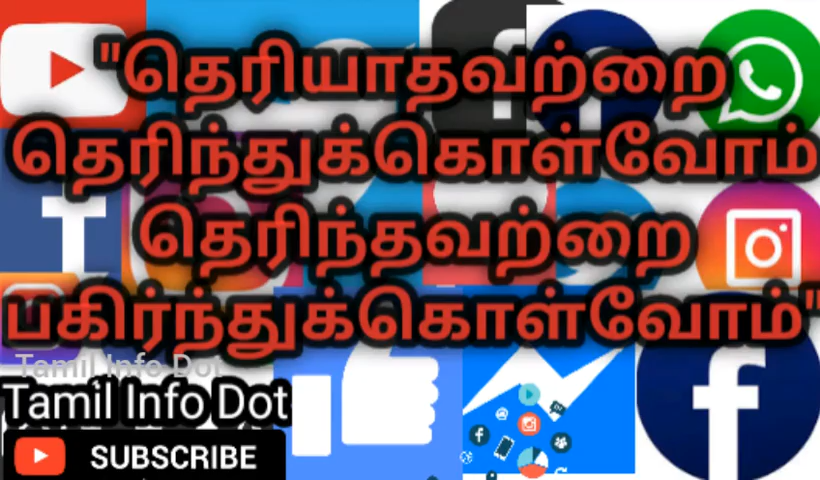 "தெரியாதவற்றை
தெரிந்துக்கொள்வோம்
தெரிந்தவற்றை
பகிர்ந்துக்கொள்வோம்"
Tamil Info Dot
Tamil Info Dot
SUBSCRIBE